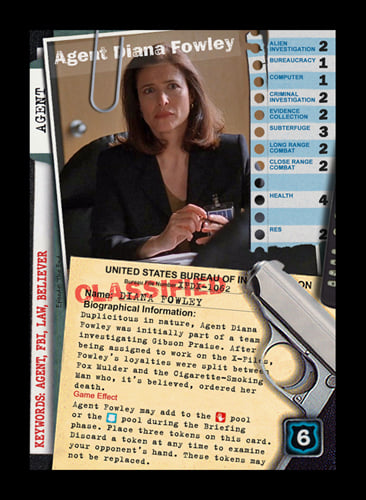 Agent Diana Fowley
AGENT
KEYWORDS: AGENT, FBI, LAW, BELIEVER
ALIEN INVESTIGATION 2
BUREAUCRACY 1
COMPUTER 1
CRIMINAL INVESTIGATION 2
EVIDENCE COLLECTION 2
SUBTERFUGE 3
LONG RANGE COMBAT 2
CLOSE RANGE COMBAT 2
HEALTH 4
RES 2
UNITED STATES BUREAU OF IN
Bureau File Number: XFDX-1062
CLASSIFIED
Name: DIANA FOWLEY
Biographical Information:
Duplicitous in nature, Agent Diana
Fowley was initially part of a team
investigating Gibson Praise. After
being assigned to work on the X-Files,
Fowley's loyalties were split between
Fox Mulder and the Cigarette-Smoking
Man who, it's believed, ordered her
death.
Game Effect
Agent Fowley may add to the pool
or the pool during the Briefing
phase. Place three tokens on this card.
Discard a token at any time to examine
your opponent's hand. These tokens may
not be replaced.
6